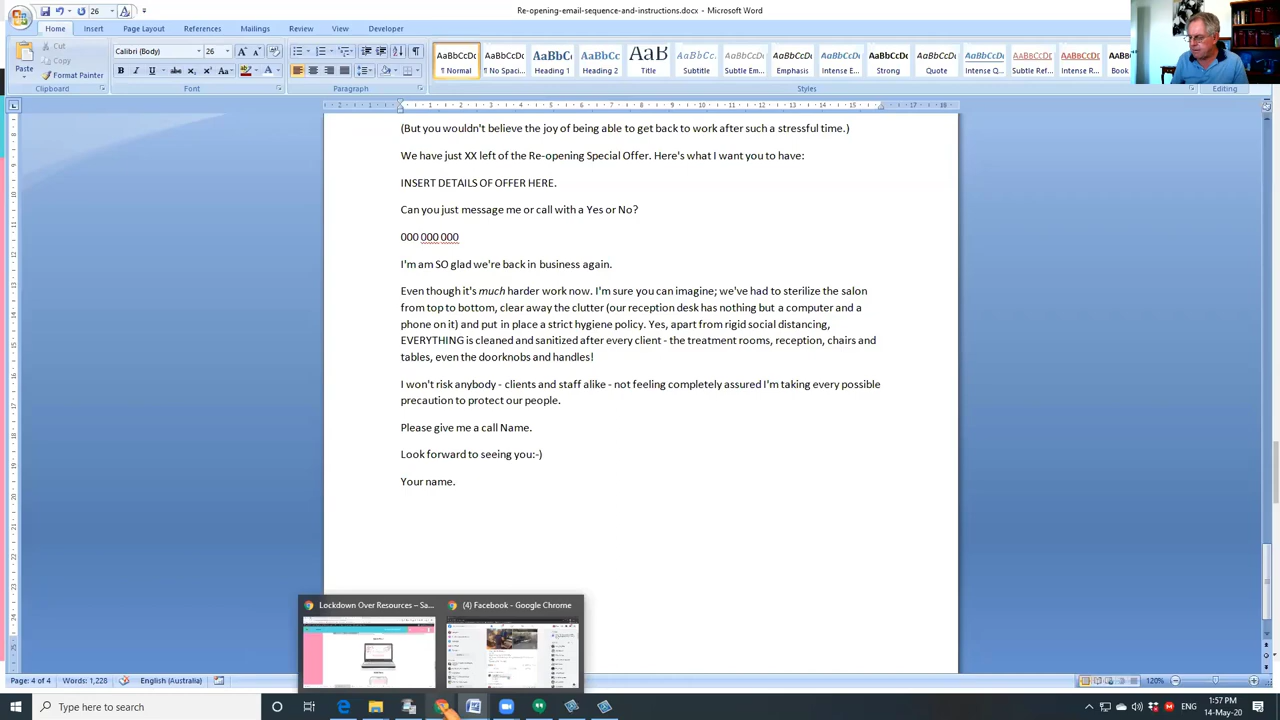 Re-opening-email-sequence-and-instructions.docx - Microsoft Word
Home Insert Page Layout References Mailings Review View Developer
Paste
Cut
Copy
Format Painter
Clipboard
Calibri (Body) 26
Font
Paragraph
AaBbCcDc AaBbCcDc AaBbCc AaBbCc AaB AaBbCc. AaBbCcDc AaBbCcDc AaBbCcDc AaBbCcDc AaBbCcDc AaBbCcDc AaBbCcDc
¶ Normal ¶ No Spaci... Heading 1 Heading 2 Title Subtitle Subtle Em... Emphasis Intense E... Strong Quote Intense Q... Subtle Ref... Intense R... Book...
Styles
Editing
(But you wouldn't believe the joy of being able to get back to work after such a stressful time.)
We have just XX left of the Re-opening Special Offer. Here's what I want you to have:
INSERT DETAILS OF OFFER HERE.
Can you just message me or call with a Yes or No?
000 000 000
I'm am SO glad we're back in business again.
Even though it's much harder work now. I'm sure you can imagine; we've had to sterilize the salon
from top to bottom, clear away the clutter (our reception desk has nothing but a computer and a
phone on it) and put in place a strict hygiene policy. Yes, apart from rigid social distancing,
EVERYTHING is cleaned and sanitized after every client - the treatment rooms, reception, chairs and
tables, even the doorknobs and handles!
I won't risk anybody - clients and staff alike - not feeling completely assured I'm taking every possible
precaution to protect our people.
Please give me a call Name.
Look forward to seeing you:-)
Your name.
Lockdown Over Resources – Sa...
(4) Facebook - Google Chrome
Page: 4 of 4 Words: 1,228 English (Australia) 120%
Type here to search
ENG
1:57 PM
14-May-20